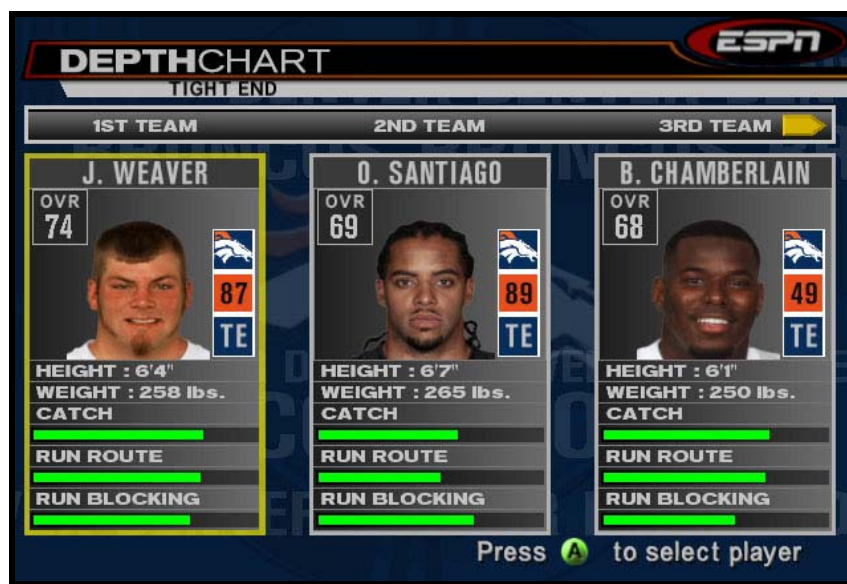 ESPN
DEPTHCHART
TIGHT END
1ST TEAM 2ND TEAM 3RD TEAM
J. WEAVER
OVR
74
87
TE
HEIGHT : 6'4"
WEIGHT : 258 lbs.
CATCH
RUN ROUTE
RUN BLOCKING
O. SANTIAGO
OVR
69
89
TE
HEIGHT : 6'7"
WEIGHT : 265 lbs.
CATCH
RUN ROUTE
RUN BLOCKING
B. CHAMBERLAIN
OVR
68
49
TE
HEIGHT : 6'1"
WEIGHT : 250 lbs.
CATCH
RUN ROUTE
RUN BLOCKING
Press A to select player